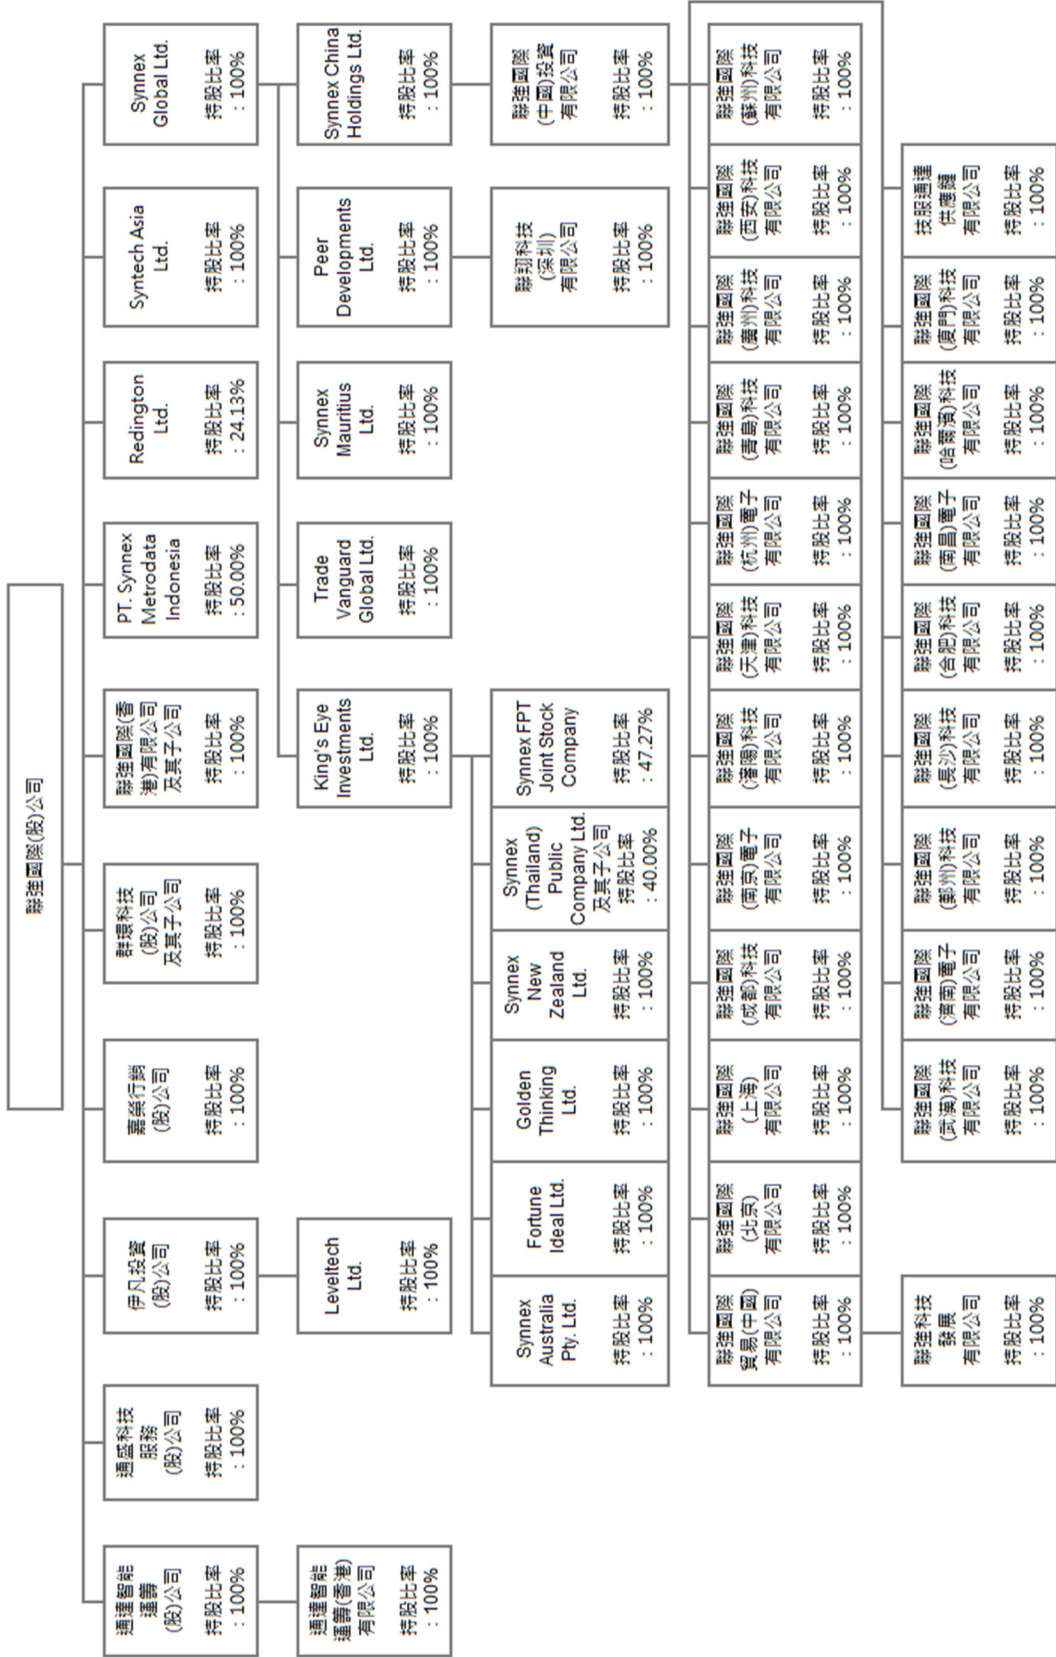 聯強國際(股)公司
通達智能
運籌
(股)公司
持股比率
: 100%
通盛科技
服務
(股)公司
持股比率
: 100%
伊凡投資
(股)公司
持股比率
: 100%
嘉榮行銷
(股)公司
持股比率
: 100%
群環科技
(股)公司
及其子公司
持股比率
: 100%
聯強國際(香
港)有限公司
及其子公司
持股比率
: 100%
PT. Synnex
Metrodata
Indonesia
持股比率
: 50.00%
Redington
Ltd.
持股比率
: 24.13%
Syntech Asia
Ltd.
持股比率
: 100%
Synnex
Global Ltd.
持股比率
: 100%
通達智能
運籌(香港)
有限公司
持股比率
: 100%
Leveltech
Ltd.
持股比率
: 100%
King's Eye
Investments
Ltd.
持股比率
: 100%
Trade
Vanguard
Global Ltd.
持股比率
: 100%
Synnex
Mauritius
Ltd.
持股比率
: 100%
Peer
Developments
Ltd.
持股比率
: 100%
Synnex China
Holdings Ltd.
持股比率
: 100%
Synnex
Australia
Pty. Ltd.
持股比率
: 100%
Fortune
Ideal Ltd.
持股比率
: 100%
Golden
Thinking
Ltd.
持股比率
: 100%
Synnex
New
Zealand
Ltd.
持股比率
: 100%
Synnex
(Thailand)
Public
Company Ltd.
及其子公司
持股比率
: 40.00%
Synnex FPT
Joint Stock
Company
持股比率
: 47.27%
聯翔科技
(深圳)
有限公司
持股比率
: 100%
聯強國際
(中國)投資
有限公司
持股比率
: 100%
聯強國際
貿易(中國)
有限公司
持股比率
: 100%
聯強國際
(北京)
有限公司
持股比率
: 100%
聯強國際
(上海)
有限公司
持股比率
: 100%
聯強國際
(成都)科技
有限公司
持股比率
: 100%
聯強國際
(南京)電子
有限公司
持股比率
: 100%
聯強國際
(瀋陽)科技
有限公司
持股比率
: 100%
聯強國際
(天津)科技
有限公司
持股比率
: 100%
聯強國際
(杭州)電子
有限公司
持股比率
: 100%
聯強國際
(青島)科技
有限公司
持股比率
: 100%
聯強國際
(廣州)科技
有限公司
持股比率
: 100%
聯強國際
(西安)科技
有限公司
持股比率
: 100%
聯強國際
(蘇州)科技
有限公司
持股比率
: 100%
聯強科技
發展
有限公司
持股比率
: 100%
聯強國際
(武漢)科技
有限公司
持股比率
: 100%
聯強國際
(濟南)電子
有限公司
持股比率
: 100%
聯強國際
(鄭州)科技
有限公司
持股比率
: 100%
聯強國際
(長沙)科技
有限公司
持股比率
: 100%
聯強國際
(合肥)科技
有限公司
持股比率
: 100%
聯強國際
(南昌)電子
有限公司
持股比率
: 100%
聯強國際
(哈爾濱)科技
有限公司
持股比率
: 100%
聯強國際
(廈門)科技
有限公司
持股比率
: 100%
技服通達
供應鏈
有限公司
持股比率
: 100%